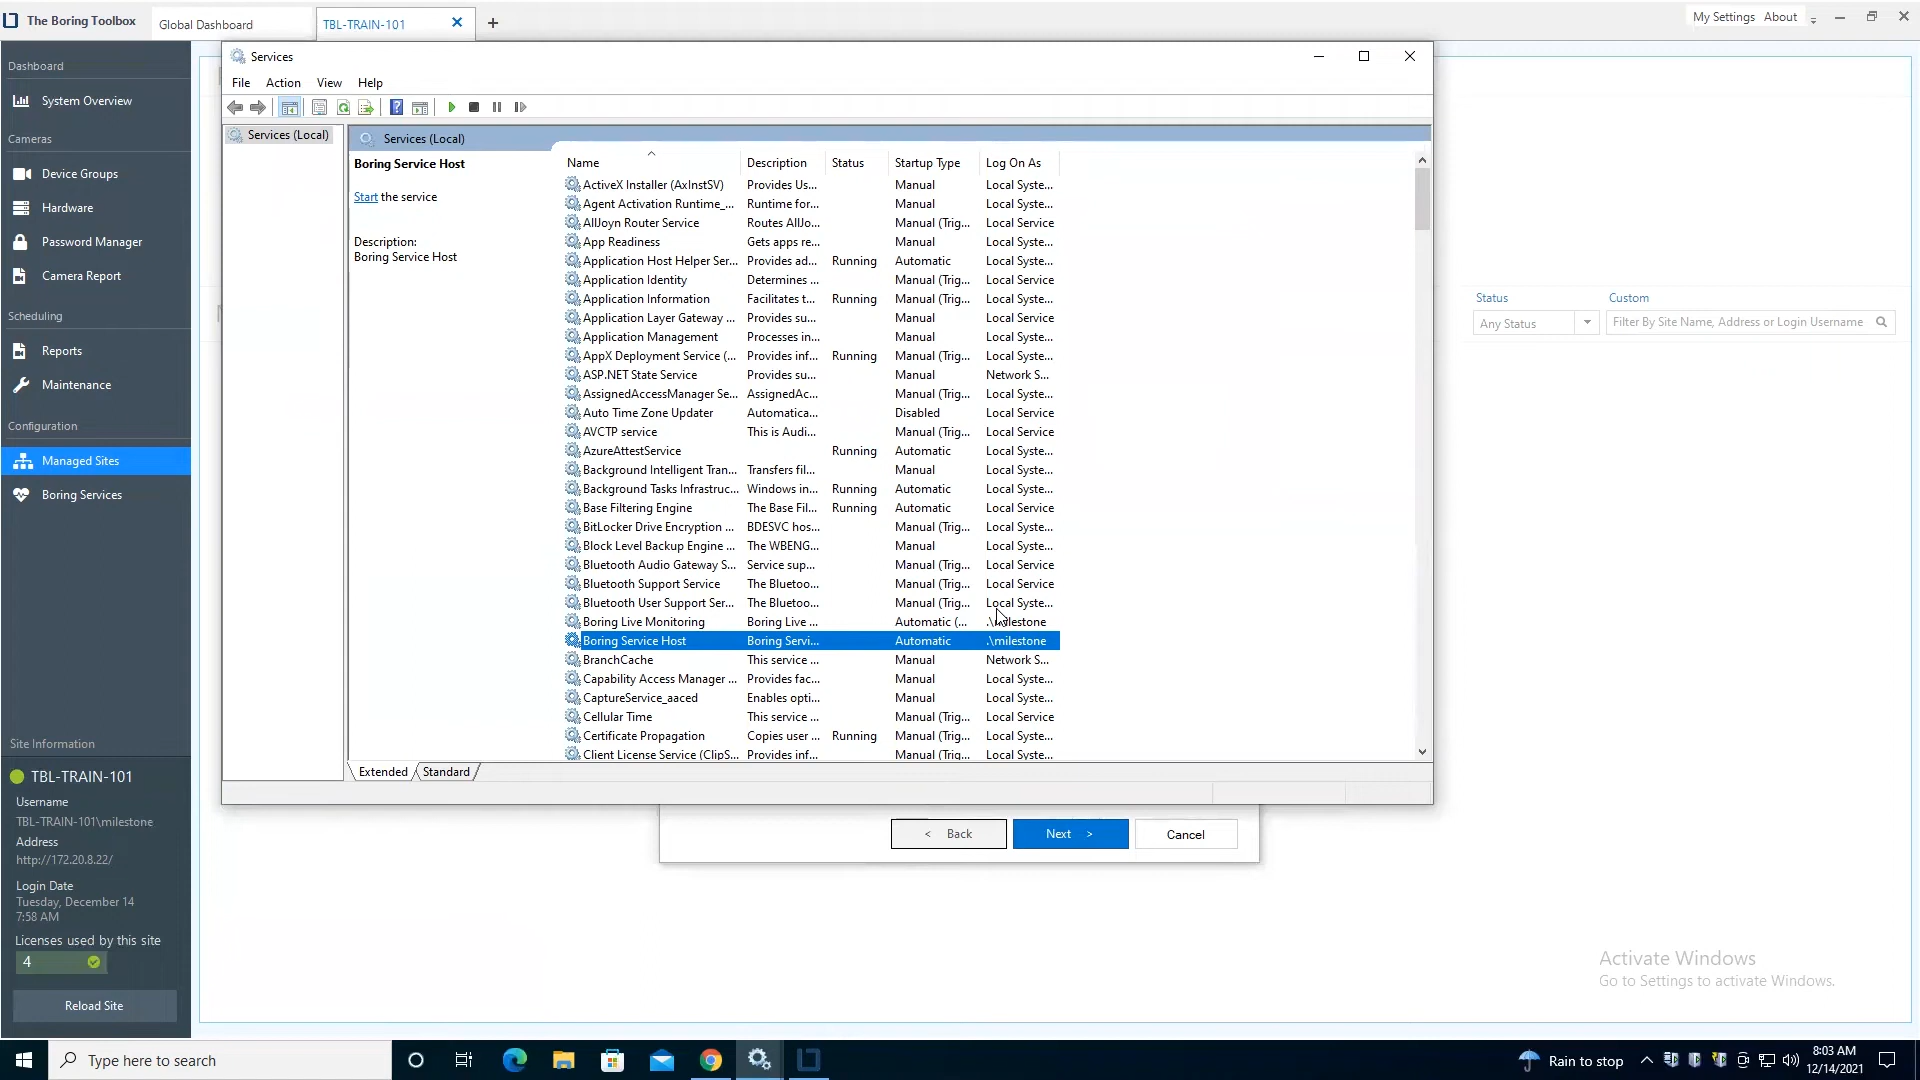 The Boring Toolbox
Global Dashboard
TBL-TRAIN-101
My Settings About
Dashboard
System Overview
Cameras
Device Groups
Hardware
Password Manager
Camera Report
Scheduling
Reports
Maintenance
Configuration
Managed Sites
Boring Services
Site Information
TBL-TRAIN-101
Username
TBL-TRAIN-101\milestone
Address
http://172.20.8.22/
Login Date
Tuesday, December 14
7:58 AM
Licenses used by this site
4
Reload Site
Services
File Action View Help
Services (Local)
Services (Local)
Boring Service Host
Start the service
Description:
Boring Service Host
Name Description Status Startup Type Log On As
ActiveX Installer (AxInstSV) Provides Us... Manual Local Syste...
Agent Activation Runtime_... Runtime for... Manual Local Syste...
AllJoyn Router Service Routes AllJo... Manual (Trig... Local Service
App Readiness Gets apps re... Manual Local Syste...
Application Host Helper Ser... Provides ad... Running Automatic Local Syste...
Application Identity Determines ... Manual (Trig... Local Service
Application Information Facilitates t... Running Manual (Trig... Local Syste...
Application Layer Gateway ... Provides su... Manual Local Service
Application Management Processes in... Manual Local Syste...
AppX Deployment Service (... Provides inf... Running Manual (Trig... Local Syste...
ASP.NET State Service Provides su... Manual Network S...
AssignedAccessManager Se... AssignedAc... Manual (Trig... Local Syste...
Auto Time Zone Updater Automatica... Disabled Local Service
AVCTP service This is Audi... Manual (Trig... Local Service
AzureAttestService Running Automatic Local Syste...
Background Intelligent Tran... Transfers fil... Manual Local Syste...
Background Tasks Infrastruc... Windows in... Running Automatic Local Syste...
Base Filtering Engine The Base Fil... Running Automatic Local Service
BitLocker Drive Encryption ... BDESVC hos... Manual (Trig... Local Syste...
Block Level Backup Engine ... The WBENG... Manual Local Syste...
Bluetooth Audio Gateway S... Service sup... Manual (Trig... Local Service
Bluetooth Support Service The Bluetoo... Manual (Trig... Local Service
Bluetooth User Support Ser... The Bluetoo... Manual (Trig... Local Syste...
Boring Live Monitoring Boring Live ... Automatic (... .\milestone
Boring Service Host Boring Servi... Automatic .\milestone
BranchCache This service ... Manual Network S...
Capability Access Manager ... Provides fac... Manual Local Syste...
CaptureService_aaced Enables opti... Manual Local Syste...
Cellular Time This service ... Manual (Trig... Local Service
Certificate Propagation Copies user ... Running Manual (Trig... Local Syste...
Client License Service (ClipS... Provides inf... Manual (Trig... Local Syste...
Extended Standard
Status Custom
Any Status Filter By Site Name, Address or Login Username
< Back Next > Cancel
Activate Windows
Go to Settings to activate Windows.
Type here to search
Rain to stop
8:03 AM
12/14/2021